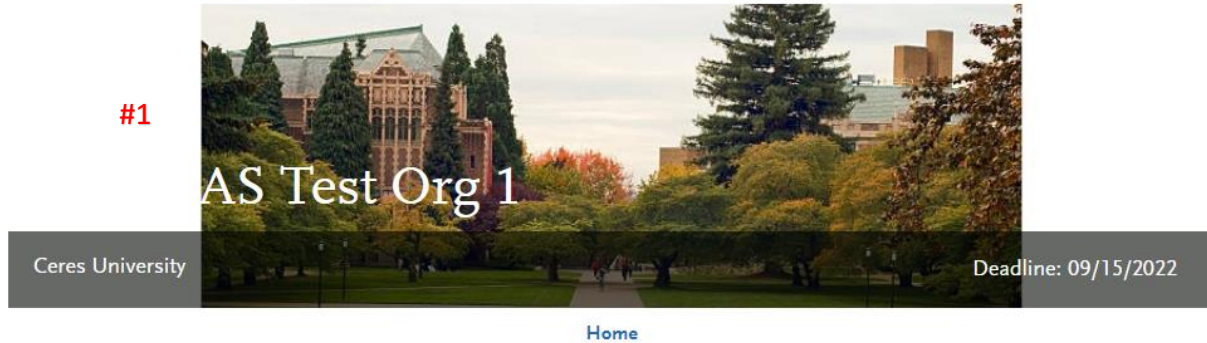 #1
AS Test Org 1
Ceres University
Deadline: 09/15/2022
Home